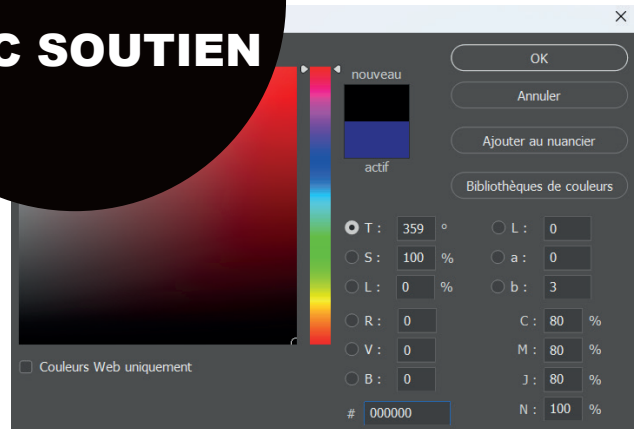 C SOUTIEN
nouveau
actif
OK
Annuler
Ajouter au nuancier
Bibliothèques de couleurs
T : 359 °
S : 100 %
L : 0 %
R : 0
V : 0
B : 0
# 000000
L : 0
a : 0
b : 3
C : 80 %
M : 80 %
J : 80 %
N : 100 %
Couleurs Web uniquement